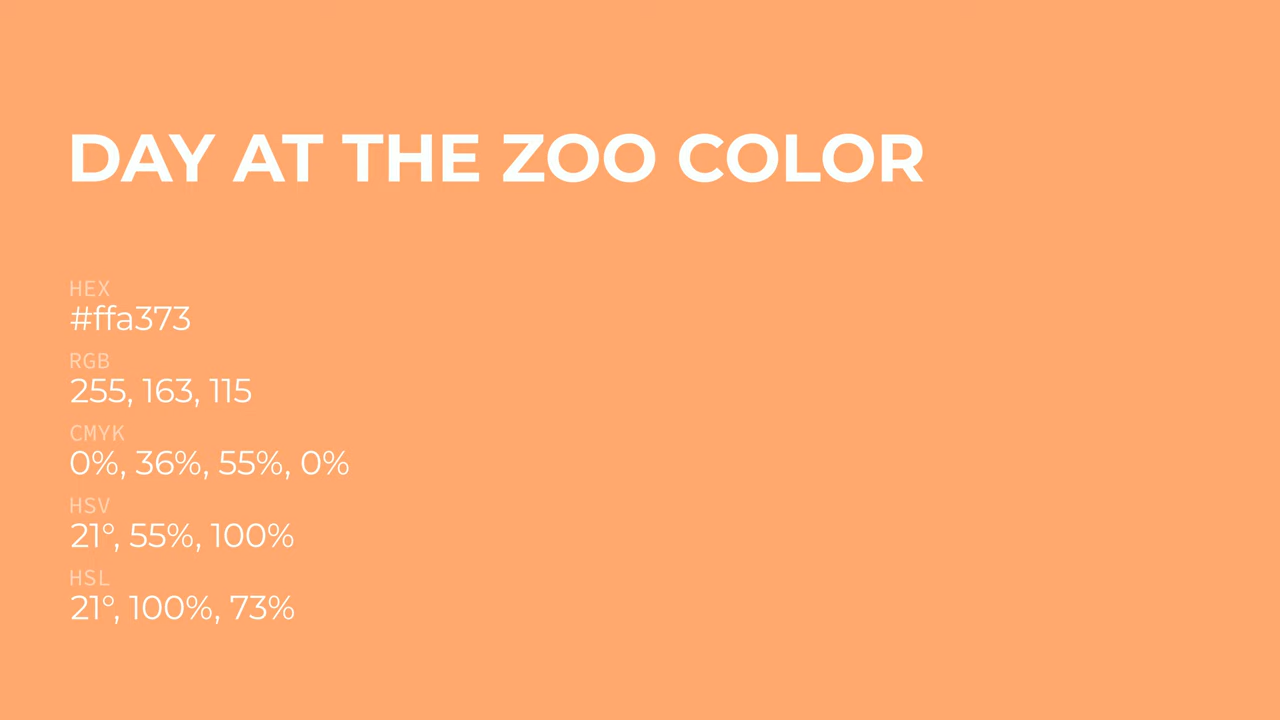 DAY AT THE ZOO COLOR
HEX
#ffa373
RGB
255, 163, 115
CMYK
0%, 36%, 55%, 0%
HSV
21°, 55%, 100%
HSL
21°, 100%, 73%